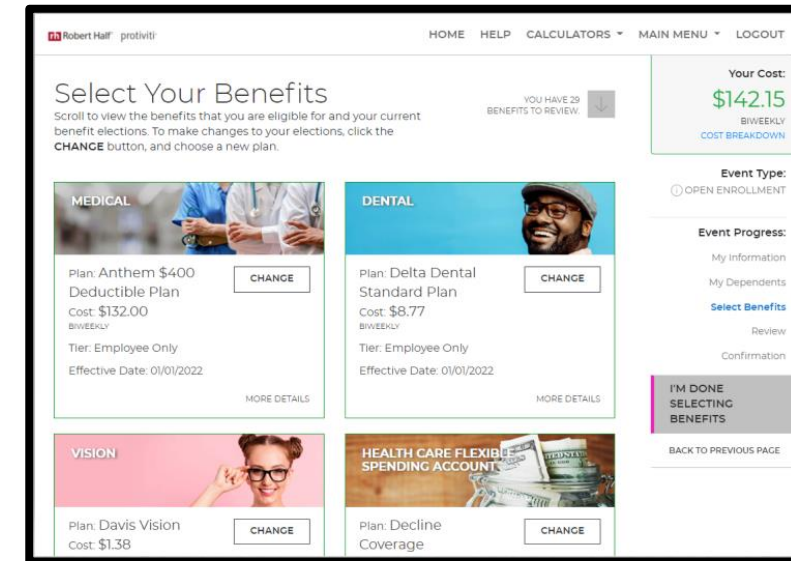 rh Robert Half protiviti
HOME HELP CALCULATORS MAIN MENU LOGOUT
Select Your Benefits
Scroll to view the benefits that you are eligible for and your current
benefit elections. To make changes to your elections, click the
CHANGE button, and choose a new plan.
YOU HAVE 29
BENEFITS TO REVIEW.
Your Cost:
$142.15
BIWEEKLY
COST BREAKDOWN
Event Type:
OPEN ENROLLMENT
Event Progress:
My Information
My Dependents
Select Benefits
Review
Confirmation
I'M DONE
SELECTING
BENEFITS
BACK TO PREVIOUS PAGE
MEDICAL
Plan: Anthem $400
Deductible Plan
CHANGE
Cost: $132.00
BIWEEKLY
Tier: Employee Only
Effective Date: 01/01/2022
MORE DETAILS
DENTAL
Plan: Delta Dental
Standard Plan
CHANGE
Cost: $8.77
BIWEEKLY
Tier: Employee Only
Effective Date: 01/01/2022
MORE DETAILS
VISION
Plan: Davis Vision
Cost: $1.38
CHANGE
HEALTH CARE FLEXIBLE
SPENDING ACCOUNT
Plan: Decline
Coverage
CHANGE